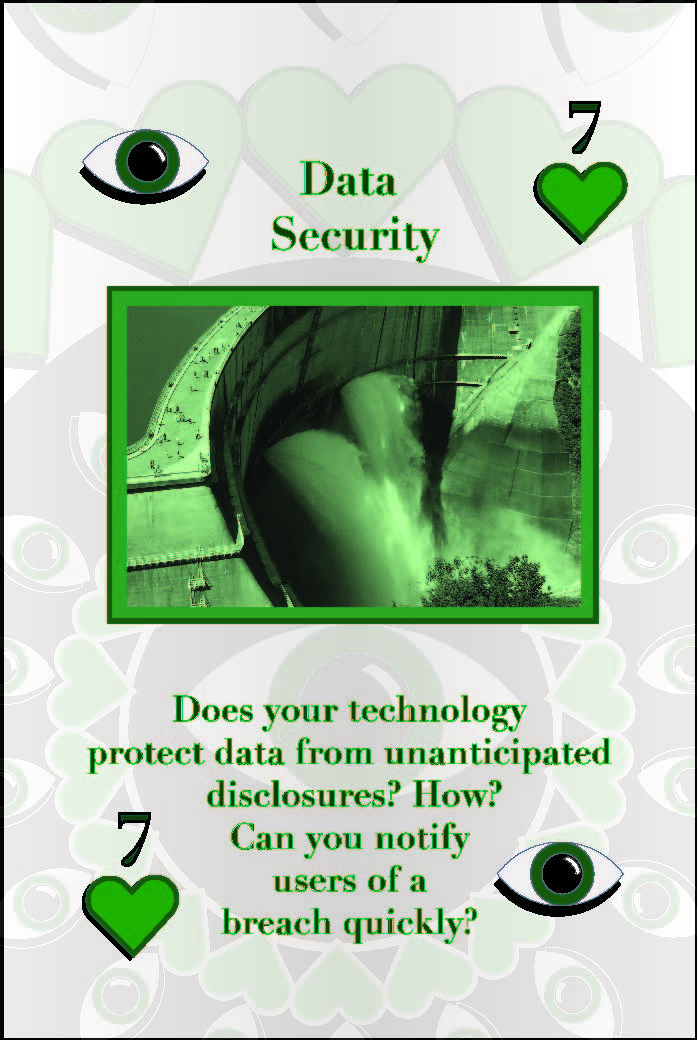 7
Data
Security
Does your technology
protect data from unanticipated
disclosures? How?
Can you notify
users of a
breach quickly?
7